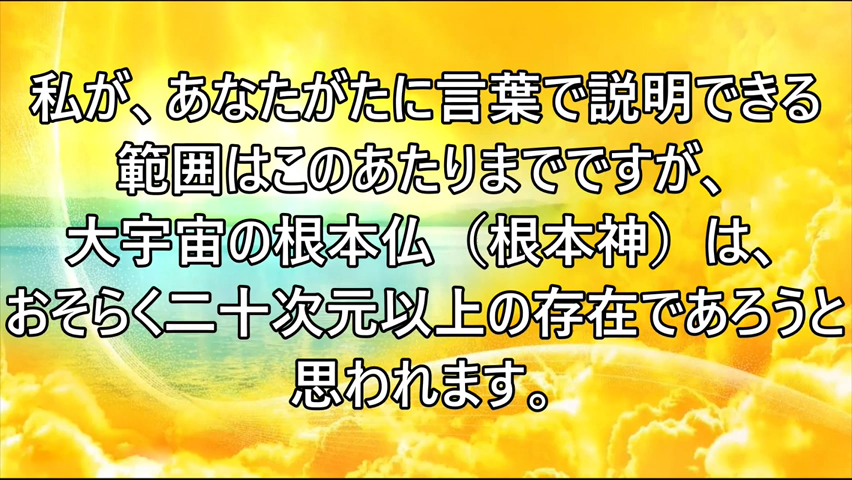 私が、あなたがたに言葉で説明できる
範囲はこのあたりまでですが、
大宇宙の根本仏（根本神）は、
おそらく二十次元以上の存在であろうと
思われます。